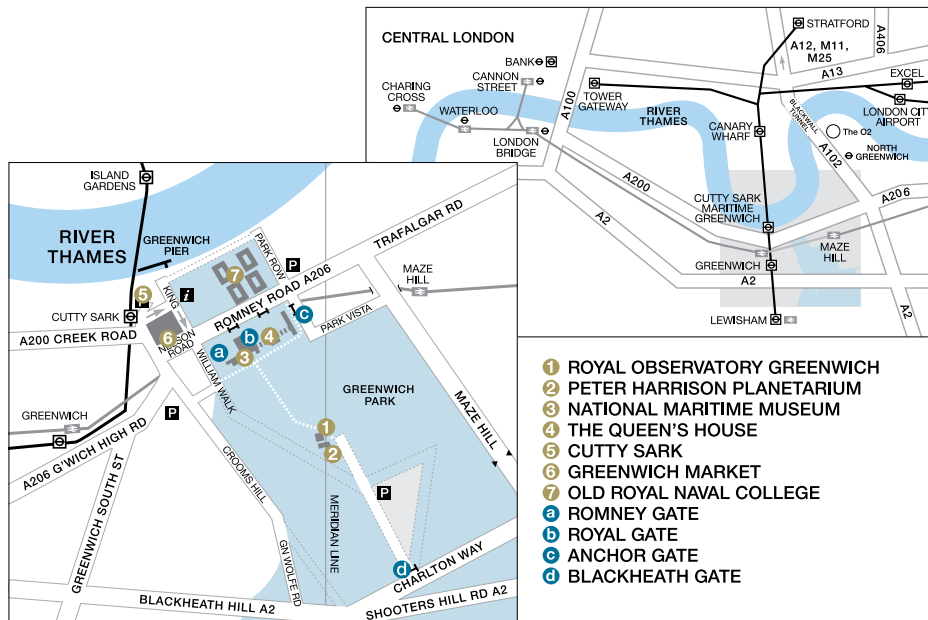 CENTRAL LONDON
STRATFORD
A12, M11,
M25
A406
BANK
CANNON
STREET
CHARING
CROSS
WATERLOO
LONDON
BRIDGE
A100
TOWER
GATEWAY
RIVER
THAMES
A13
EXCEL
LONDON CITY
AIRPORT
CANARY
WHARF
BLACKWALL
TUNNEL
The O2
A102
NORTH
GREENWICH
A200
A2
A206
CUTTY SARK
MARITIME
GREENWICH
MAZE
HILL
GREENWICH
A2
A2
LEWISHAM
ISLAND
GARDENS
RIVER
THAMES
GREENWICH
PIER
PARK ROW
P
TRAFALGAR RD
7
5
P
i
KING
ROMNEY ROAD A206
MAZE
HILL
CUTTY SARK
A200 CREEK ROAD
6
NELSON
ROAD
c
PARK VISTA
a
b
4
3
WILLIAM WALK
GREENWICH
PARK
GREENWICH
P
A206 G'WICH HIGH RD
1
2
MAZE HILL
CROOMS HILL
P
GREENWICH SOUTH ST
MERIDIAN LINE
GN WOLFE RD
d
CHARLTON WAY
BLACKHEATH HILL A2
SHOOTERS HILL RD A2
1 ROYAL OBSERVATORY GREENWICH
2 PETER HARRISON PLANETARIUM
3 NATIONAL MARITIME MUSEUM
4 THE QUEEN'S HOUSE
5 CUTTY SARK
6 GREENWICH MARKET
7 OLD ROYAL NAVAL COLLEGE
a ROMNEY GATE
b ROYAL GATE
c ANCHOR GATE
d BLACKHEATH GATE